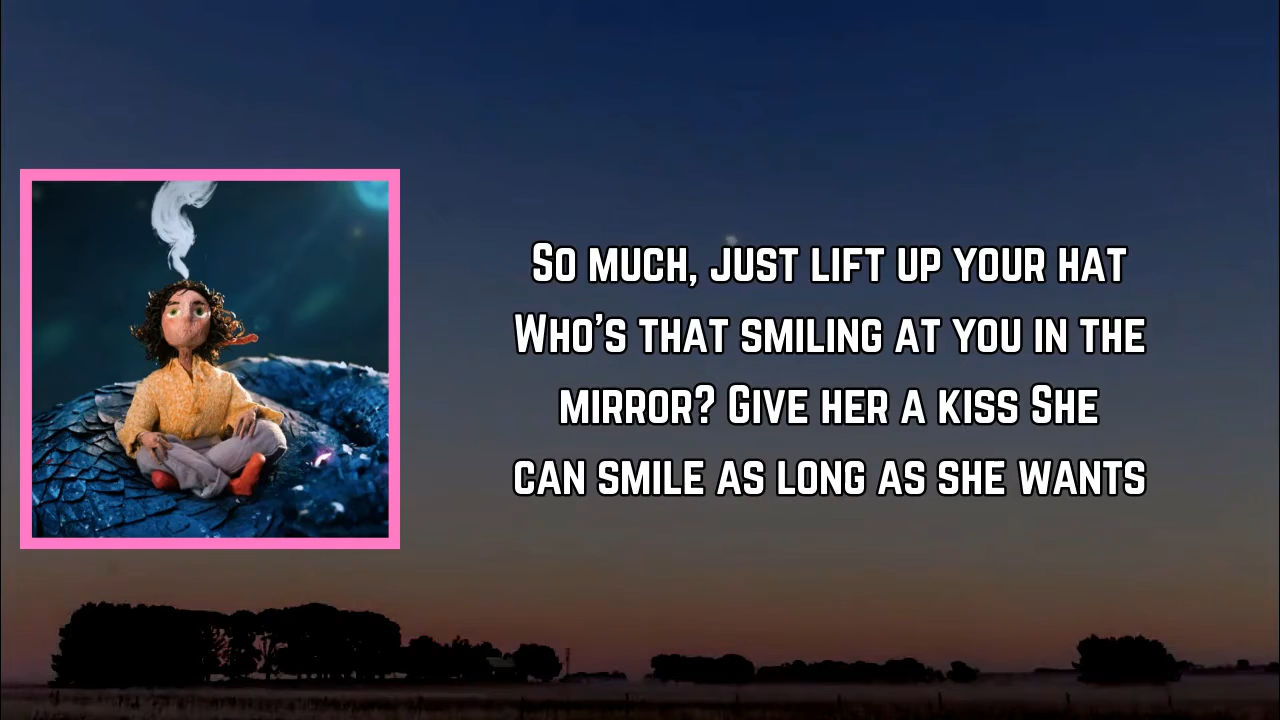 So much, just lift up your hat
Who's that smiling at you in the
mirror? Give her a kiss She
can smile as long as she wants